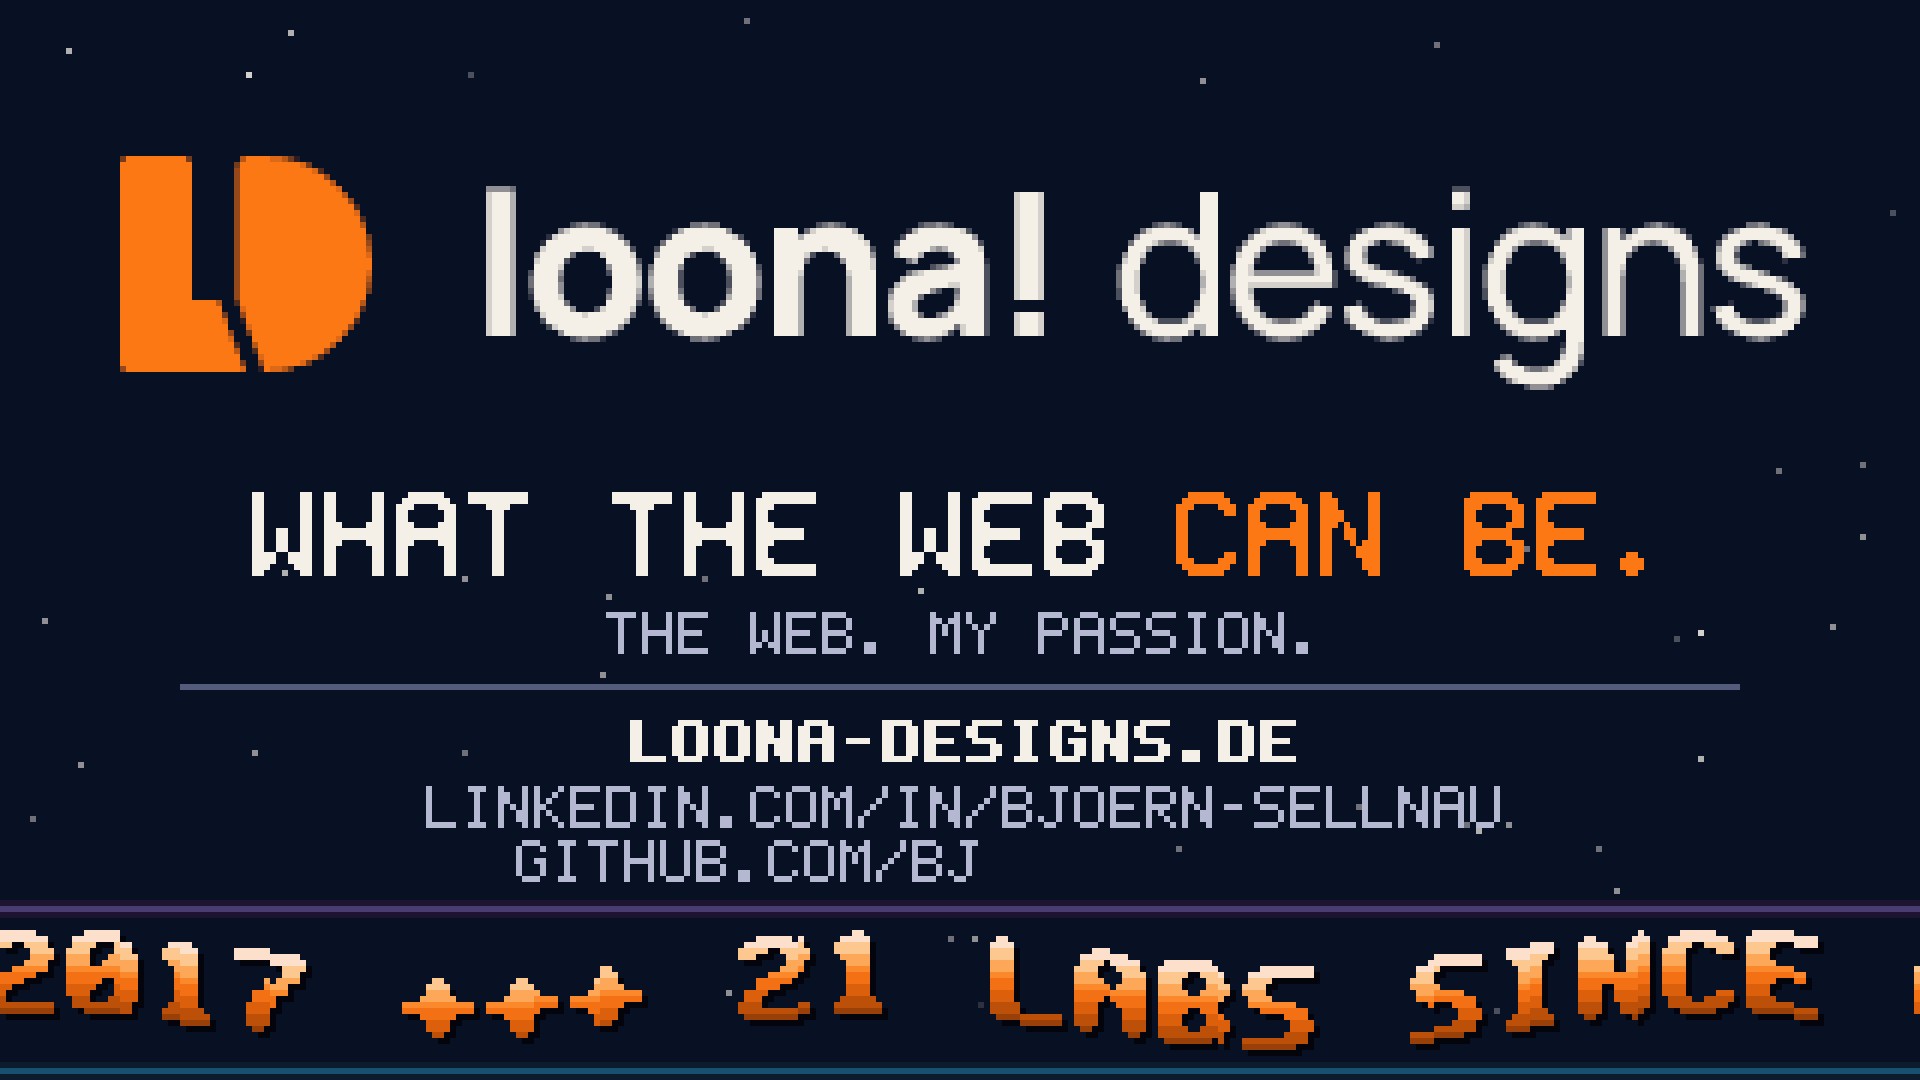 loona! designs
WHAT THE WEB CAN BE.
THE WEB. MY PASSION.
LOONA-DESIGNS.DE
LINKEDIN.COM/IN/BJOERN-SELLNAU
GITHUB.COM/BJ
2017 +++ 21 LABS SINCE